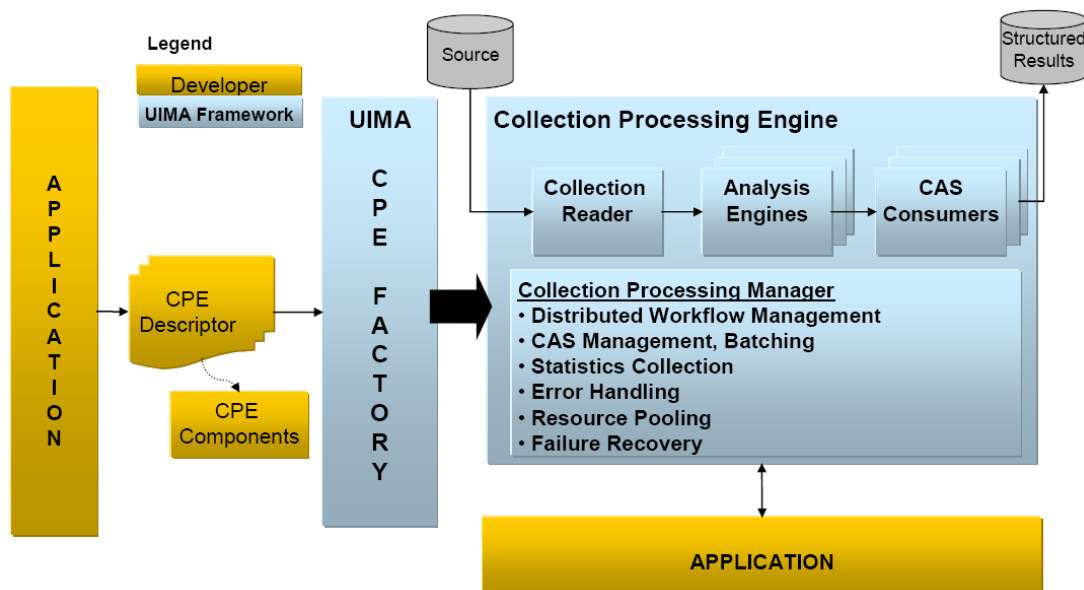 Legend
Developer
UIMA Framework
Source
Structured
Results
APPLICATION
CPE
Descriptor
CPE
Components
UIMA
CPE
FACTORY
Collection Processing Engine
Collection
Reader
Analysis
Engines
CAS
Consumers
Collection Processing Manager
• Distributed Workflow Management
• CAS Management, Batching
• Statistics Collection
• Error Handling
• Resource Pooling
• Failure Recovery
APPLICATION